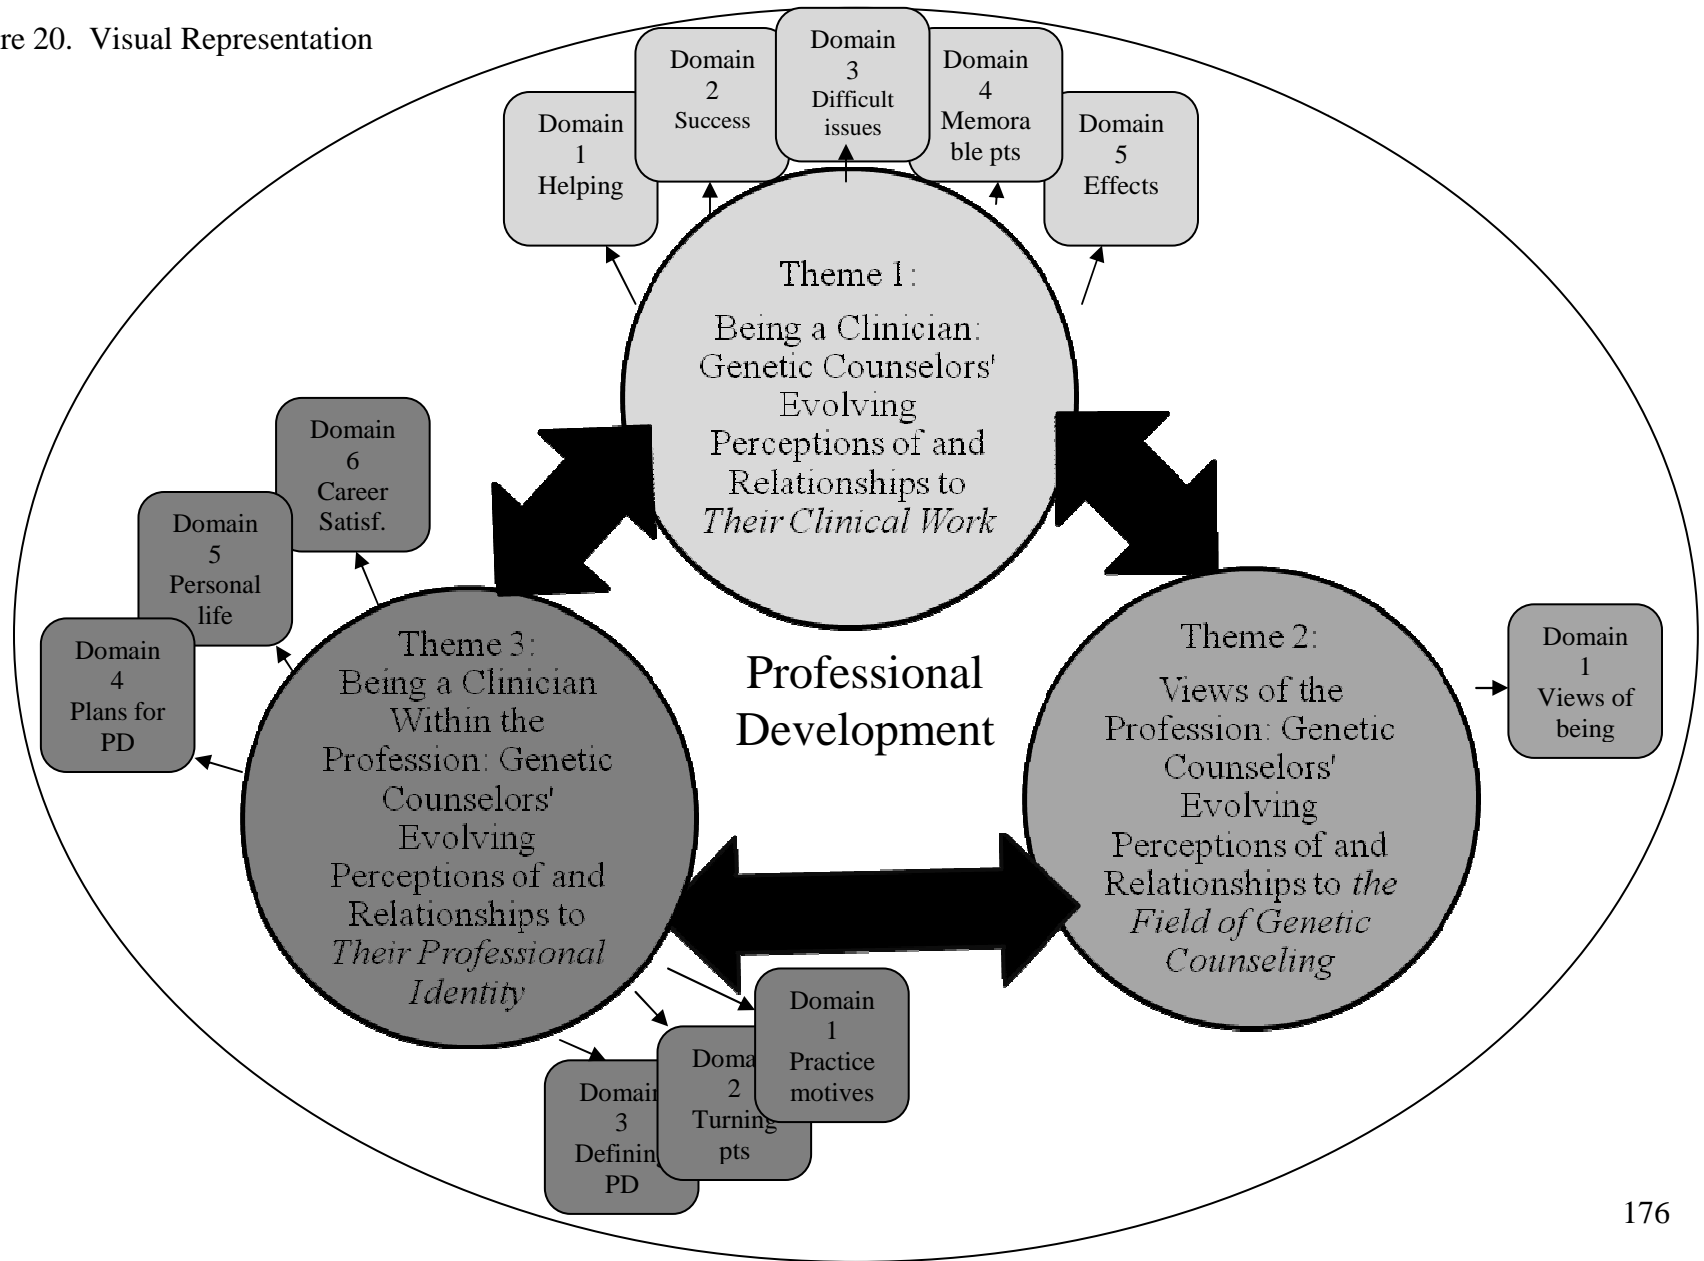 re 20. Visual Representation
Domain
1
Helping
Domain
2
Success
Domain
3
Difficult
issues
Domain
4
Memora
ble pts
Domain
5
Effects
Theme 1:
Being a Clinician:
Genetic Counselors'
Evolving
Perceptions of and
Relationships to
Their Clinical Work
Domain
6
Career
Satisf.
Domain
5
Personal
life
Domain
4
Plans for
PD
Theme 3:
Being a Clinician
Within the
Profession: Genetic
Counselors'
Evolving
Perceptions of and
Relationships to
Their Professional
Identity
Professional
Development
Theme 2:
Views of the
Profession: Genetic
Counselors'
Evolving
Perceptions of and
Relationships to the
Field of Genetic
Counseling
Domain
1
Views of
being
Domain
1
Practice
motives
Doma
2
Turning
pts
Domain
3
Defining
PD
176